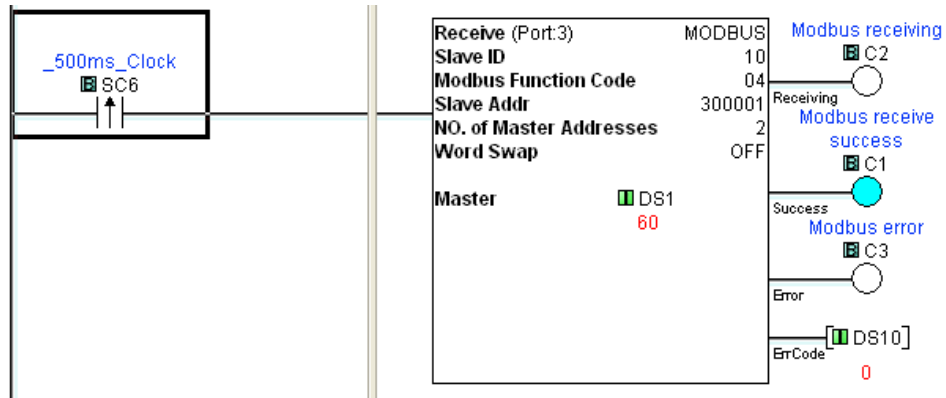 _500ms_Clock
B SC6
Receive (Port:3) MODBUS
Slave ID 10
Modbus Function Code 04
Slave Addr 300001
NO. of Master Addresses 2
Word Swap OFF
Master DS1
60
Modbus receiving
B C2
Receiving
Modbus receive
success
B C1
Success
Modbus error
B C3
Error
[DS10]
ErrCode
0